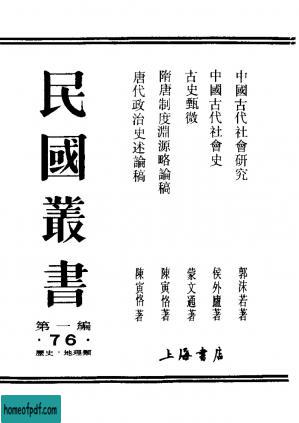 中國古代社會研究 郭沫若著
中國古代社會史 侯外廬著
古史甄微 蒙文通著
隋唐制度淵源略論稿 陳寅恪著
唐代政治史述論稿 陳寅恪著
民國叢書
第一編
·76·
歷史·地理類
上海書店
homeofpdf.com